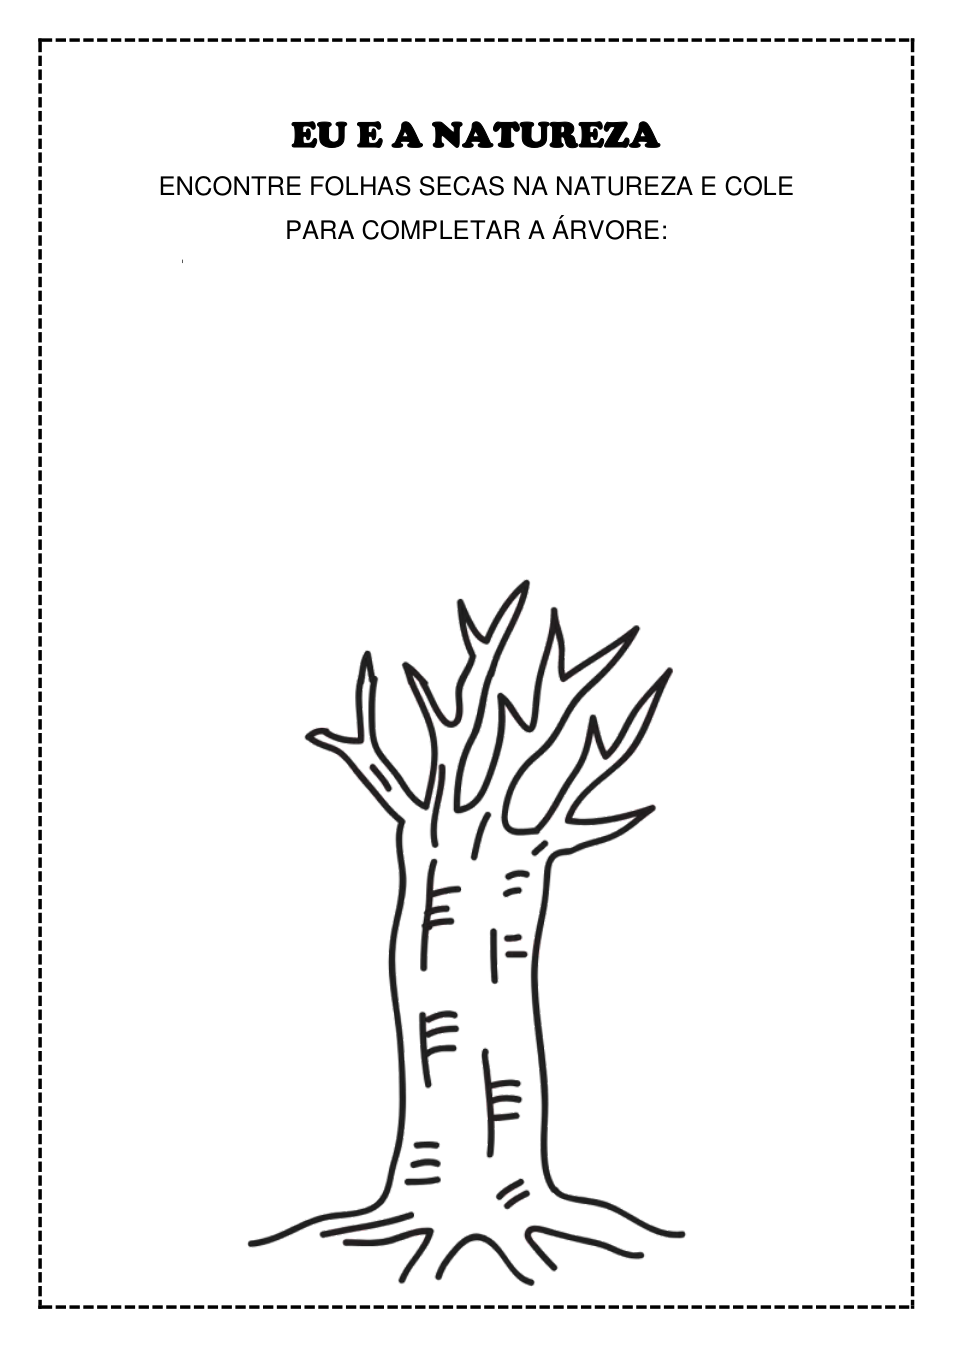 EU E A NATUREZA
ENCONTRE FOLHAS SECAS NA NATUREZA E COLE
PARA COMPLETAR A ÁRVORE: